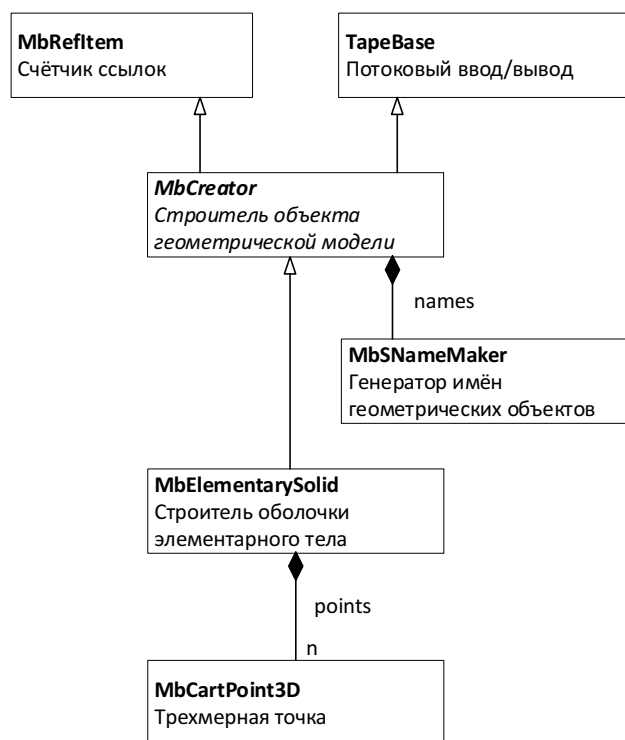 MbRefItem
Счётчик ссылок
TapeBase
Потоковый ввод/вывод
MbCreator
Строитель объекта
геометрической модели
names
MbSNameMaker
Генератор имён
геометрических объектов
MbElementarySolid
Строитель оболочки
элементарного тела
points
n
MbCartPoint3D
Трехмерная точка